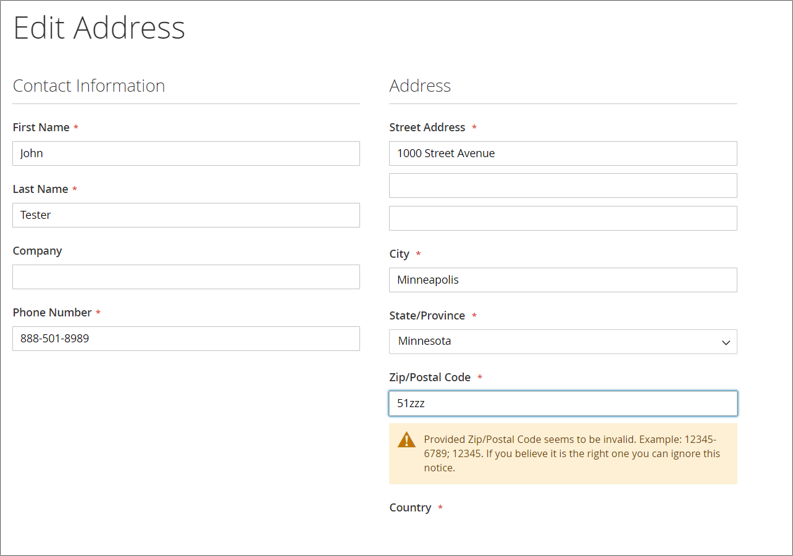 Edit Address
Contact Information
First Name *
John
Last Name *
Tester
Company
Phone Number *
888-501-8989
Address
Street Address *
1000 Street Avenue
City *
Minneapolis
State/Province *
Minnesota
Zip/Postal Code *
51zzz
Provided Zip/Postal Code seems to be invalid. Example: 12345-
6789; 12345. If you believe it is the right one you can ignore this
notice.
Country *